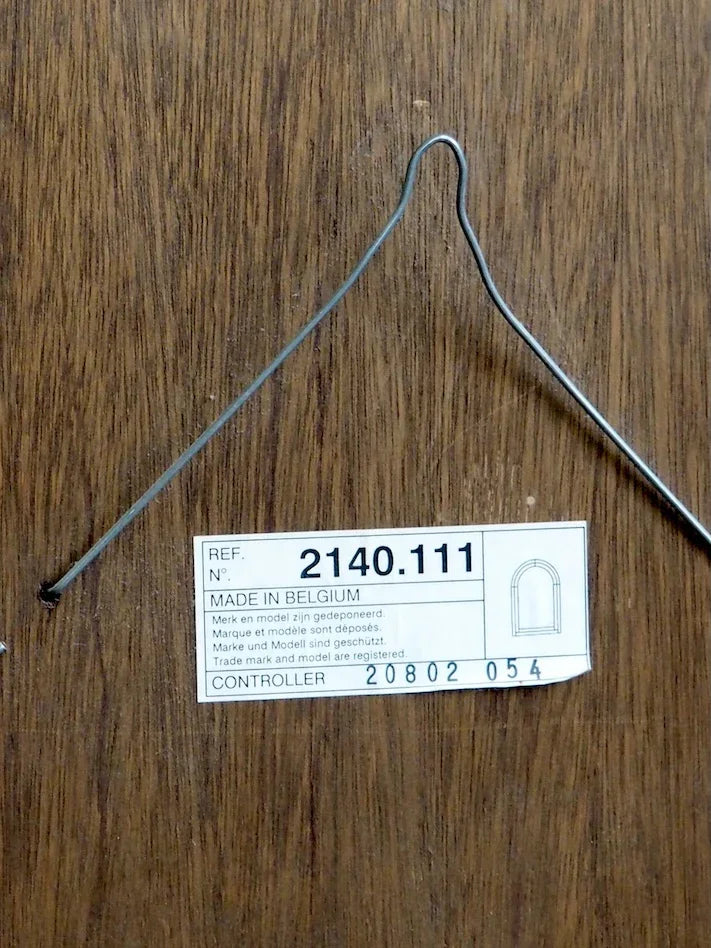 REF.
N°. 2140.111
MADE IN BELGIUM
Merk en model zijn gedeponeerd.
Marque et modèle sont déposés.
Marke und Modell sind geschützt.
Trade mark and model are registered.
CONTROLLER 20802 054